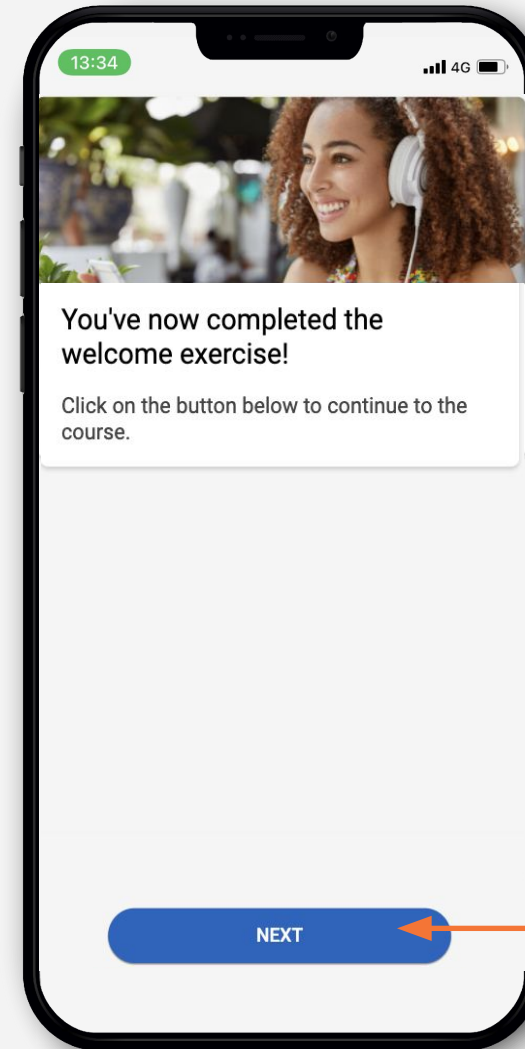 13:34
4G
You've now completed the
welcome exercise!
Click on the button below to continue to the
course.
NEXT